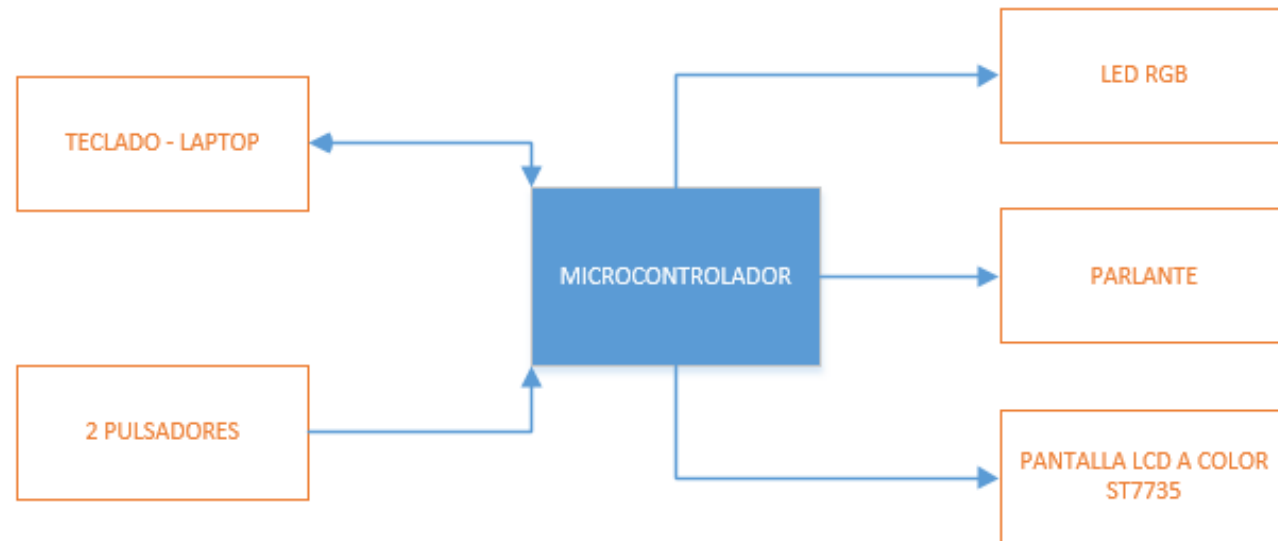 LED RGB
TECLADO - LAPTOP
MICROCONTROLADOR
PARLANTE
2 PULSADORES
PANTALLA LCD A COLOR
ST7735